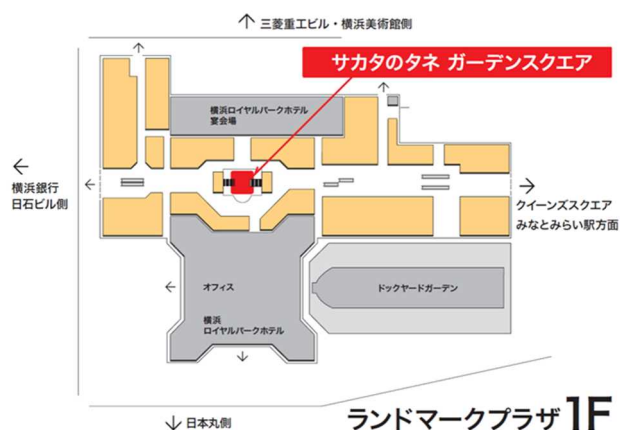 三菱重工ビル・横浜美術館側
サカタのタネ ガーデンスクエア
横浜ロイヤルパークホテル
宴会場
横浜銀行
日石ビル側
クイーンズスクエア
みなとみらい駅方面
オフィス
横浜
ロイヤルパークホテル
ドックヤードガーデン
日本丸側
ランドマークプラザ 1F